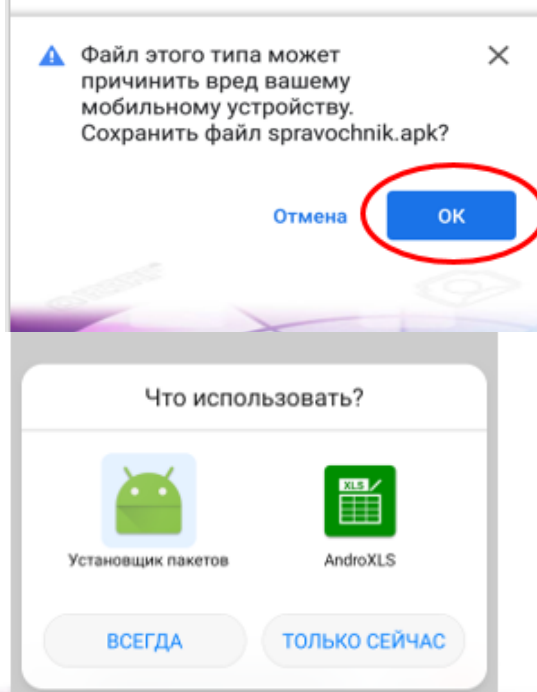 Файл этого типа может
причинить вред вашему
мобильному устройству.
Сохранить файл spravochnik.apk?
Отмена
ОК
Что использовать?
XLS
Установщик пакетов
AndroXLS
ВСЕГДА
ТОЛЬКО СЕЙЧАС